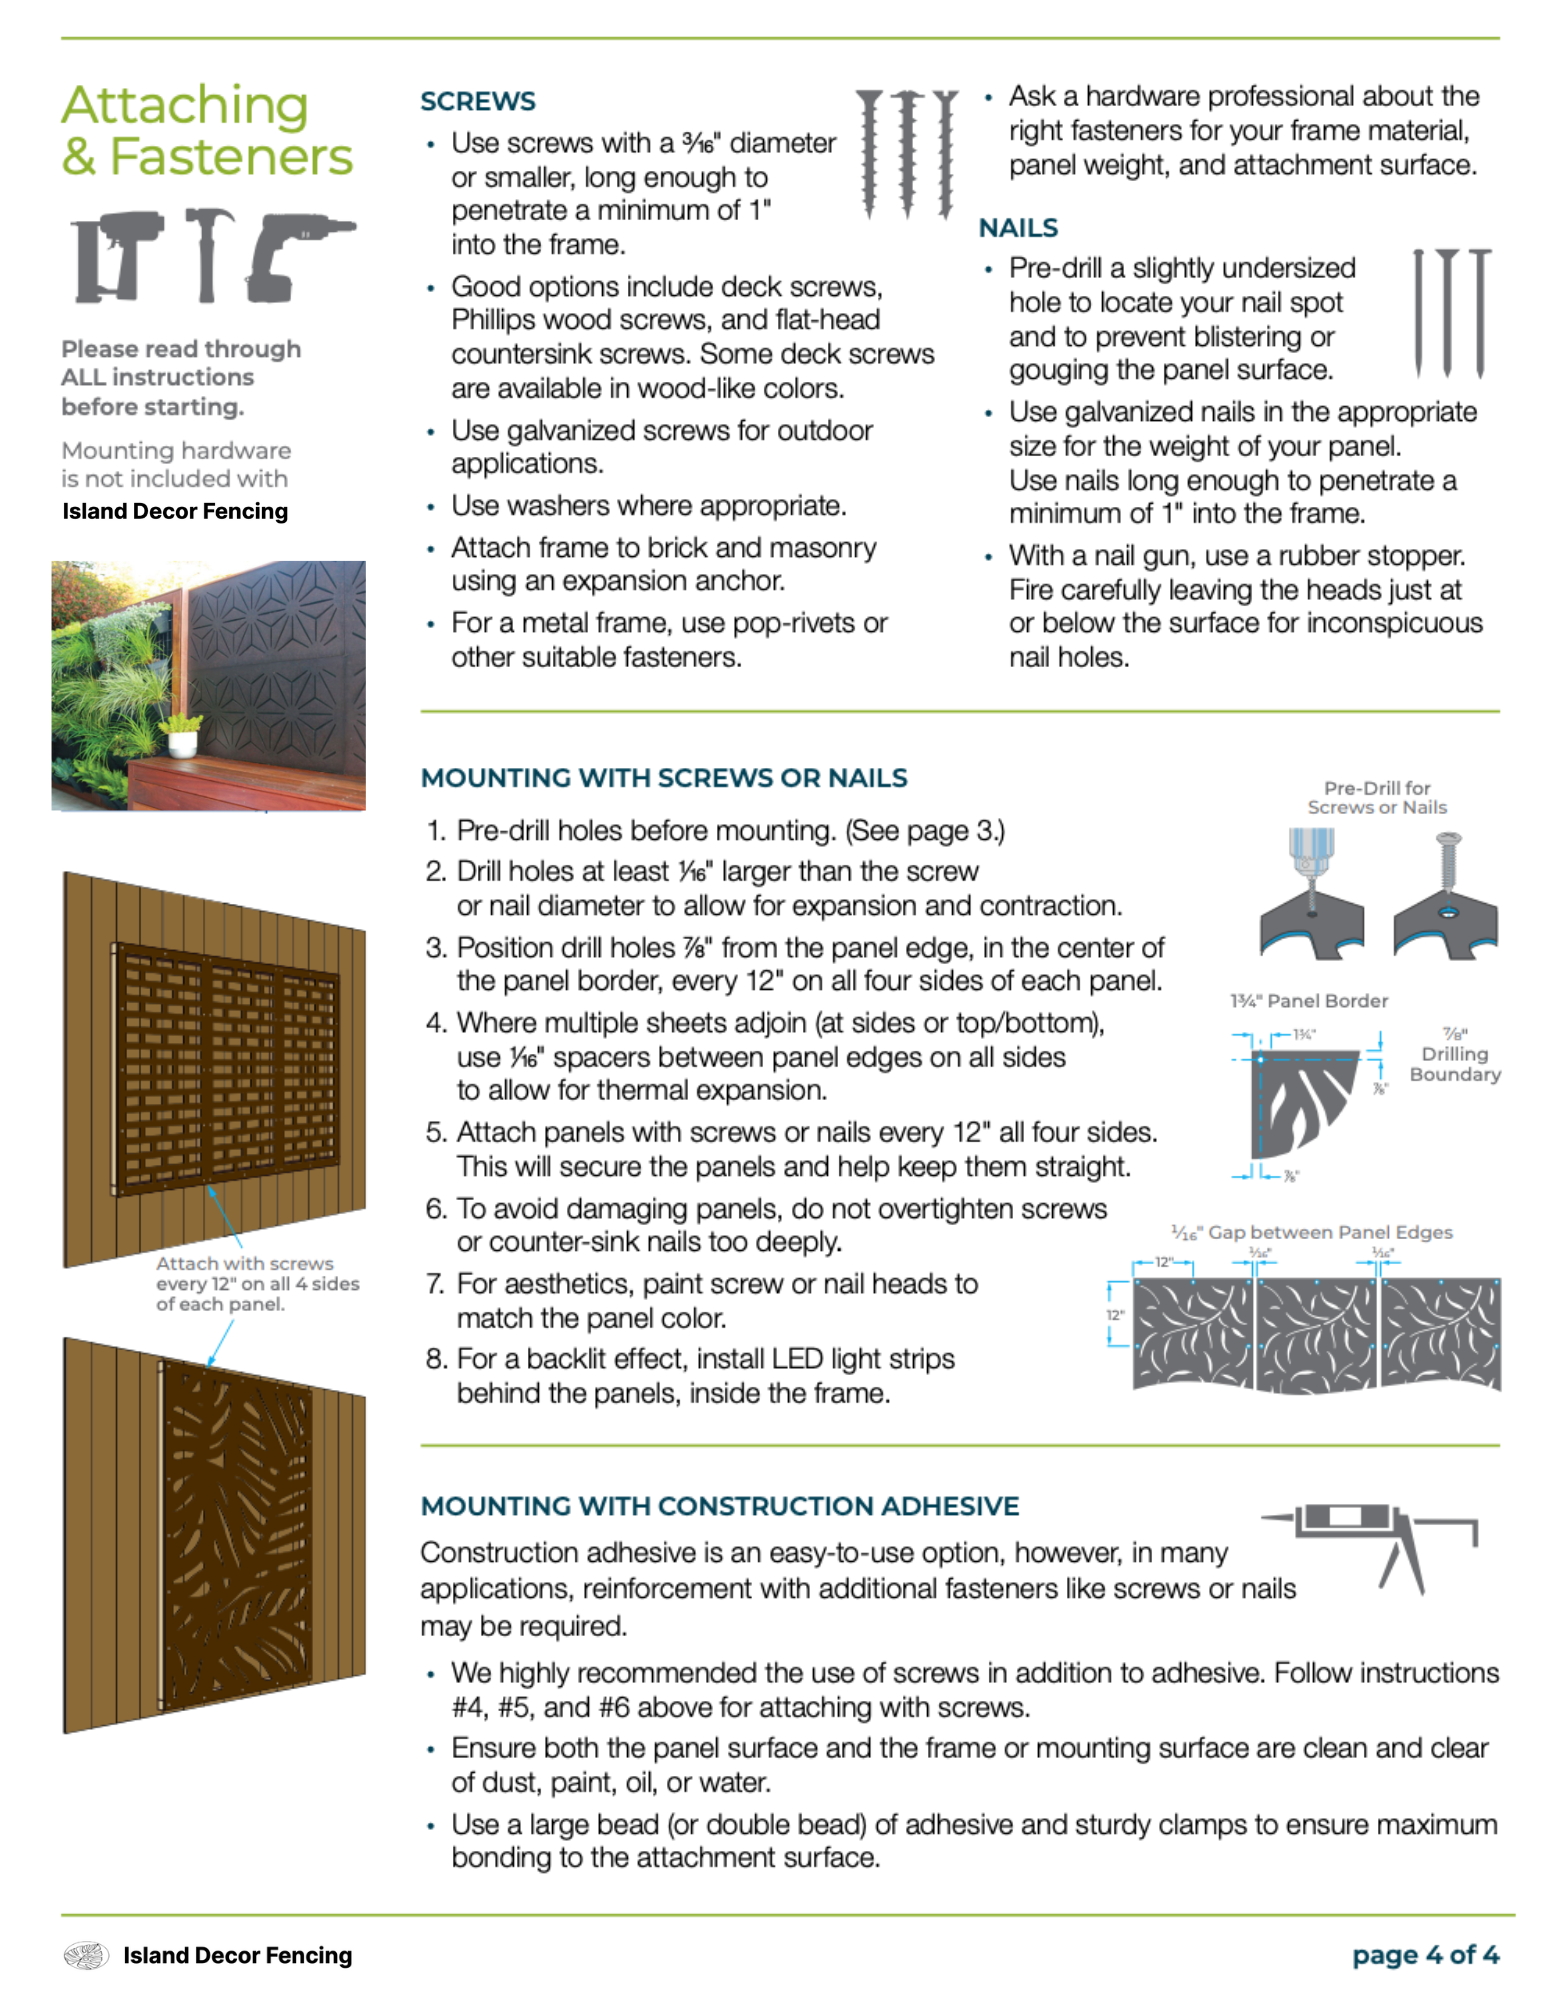 Attaching
& Fasteners
Please read through
ALL instructions
before starting.
Mounting hardware
is not included with
Island Decor Fencing
Attach with screws
every 12" on all 4 sides
of each panel.
SCREWS
• Use screws with a 3/16" diameter
or smaller, long enough to
penetrate a minimum of 1"
into the frame.
• Good options include deck screws,
Phillips wood screws, and flat-head
countersink screws. Some deck screws
are available in wood-like colors.
• Use galvanized screws for outdoor
applications.
• Use washers where appropriate.
• Attach frame to brick and masonry
using an expansion anchor.
• For a metal frame, use pop-rivets or
other suitable fasteners.
• Ask a hardware professional about the
right fasteners for your frame material,
panel weight, and attachment surface.
NAILS
• Pre-drill a slightly undersized
hole to locate your nail spot
and to prevent blistering or
gouging the panel surface.
• Use galvanized nails in the appropriate
size for the weight of your panel.
Use nails long enough to penetrate a
minimum of 1" into the frame.
• With a nail gun, use a rubber stopper.
Fire carefully leaving the heads just at
or below the surface for inconspicuous
nail holes.
MOUNTING WITH SCREWS OR NAILS
1. Pre-drill holes before mounting. (See page 3.)
2. Drill holes at least 1/16" larger than the screw
or nail diameter to allow for expansion and contraction.
3. Position drill holes 7/8" from the panel edge, in the center of
the panel border, every 12" on all four sides of each panel.
4. Where multiple sheets adjoin (at sides or top/bottom),
use 1/16" spacers between panel edges on all sides
to allow for thermal expansion.
5. Attach panels with screws or nails every 12" all four sides.
This will secure the panels and help keep them straight.
6. To avoid damaging panels, do not overtighten screws
or counter-sink nails too deeply.
7. For aesthetics, paint screw or nail heads to
match the panel color.
8. For a backlit effect, install LED light strips
behind the panels, inside the frame.
Pre-Drill for
Screws or Nails
1¾" Panel Border
1¾"
7/8"
Drilling
Boundary
7/8"
7/8"
1/16" Gap between Panel Edges
12"
1/16"
1/16"
12"
MOUNTING WITH CONSTRUCTION ADHESIVE
Construction adhesive is an easy-to-use option, however, in many
applications, reinforcement with additional fasteners like screws or nails
may be required.
• We highly recommended the use of screws in addition to adhesive. Follow instructions
#4, #5, and #6 above for attaching with screws.
• Ensure both the panel surface and the frame or mounting surface are clean and clear
of dust, paint, oil, or water.
• Use a large bead (or double bead) of adhesive and sturdy clamps to ensure maximum
bonding to the attachment surface.
Island Decor Fencing
page 4 of 4